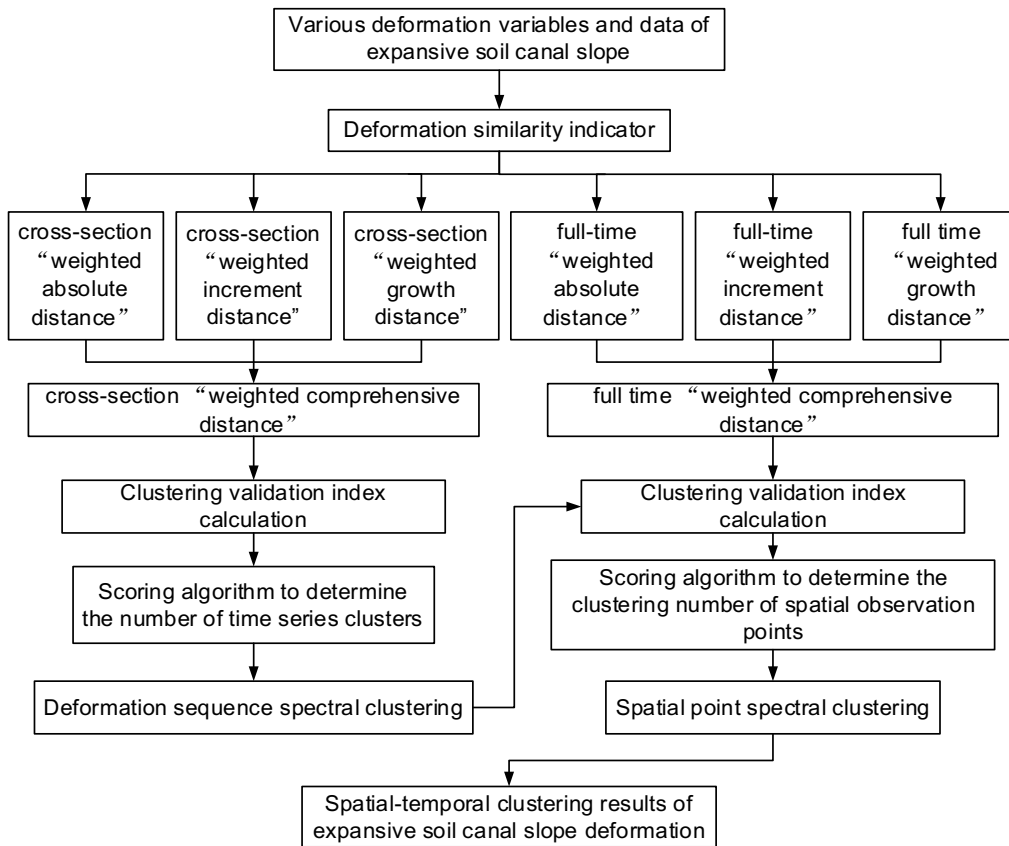 Various deformation variables and data of
expansive soil canal slope
Deformation similarity indicator
cross-section
“weighted
absolute
distance”
cross-section
“weighted
increment
distance”
cross-section
“weighted
growth
distance”
full-time
“weighted
absolute
distance”
full-time
“weighted
increment
distance”
full time
“weighted
growth
distance”
cross-section “weighted comprehensive
distance”
full time “weighted comprehensive
distance”
Clustering validation index
calculation
Clustering validation index
calculation
Scoring algorithm to determine
the number of time series clusters
Scoring algorithm to determine the
clustering number of spatial observation
points
Deformation sequence spectral clustering
Spatial point spectral clustering
Spatial-temporal clustering results of
expansive soil canal slope deformation